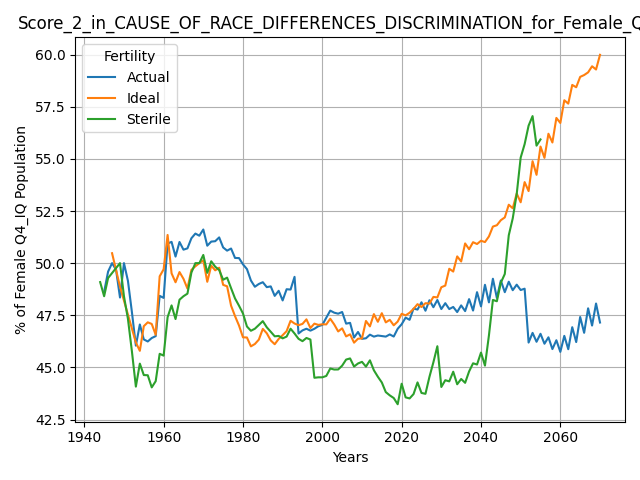 Score_2_in_CAUSE_OF_RACE_DIFFERENCES_DISCRIMINATION_for_Female_Q
Fertility
Actual
Ideal
Sterile
% of Female Q4_IQ Population
60.0
57.5
55.0
52.5
50.0
47.5
45.0
42.5
1940 1960 1980 2000 2020 2040 2060
Years